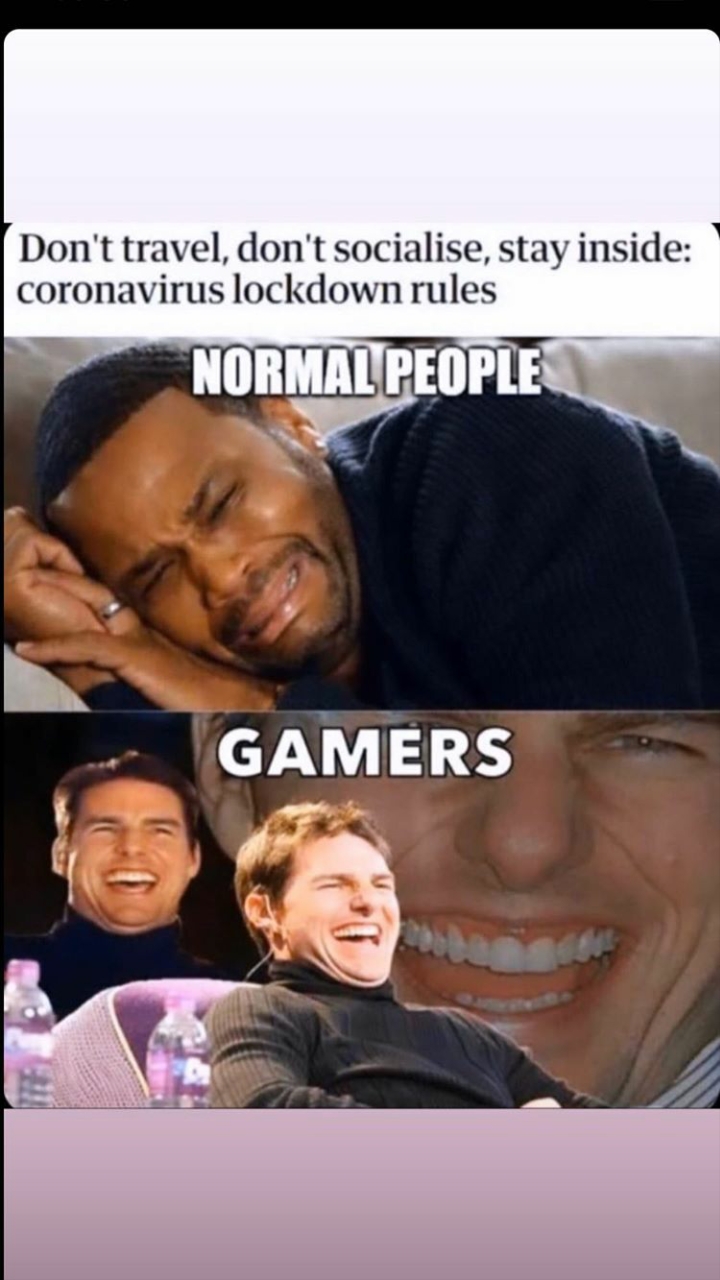 Don't travel, don't socialise, stay inside:
coronavirus lockdown rules
NORMAL PEOPLE
GAMERS